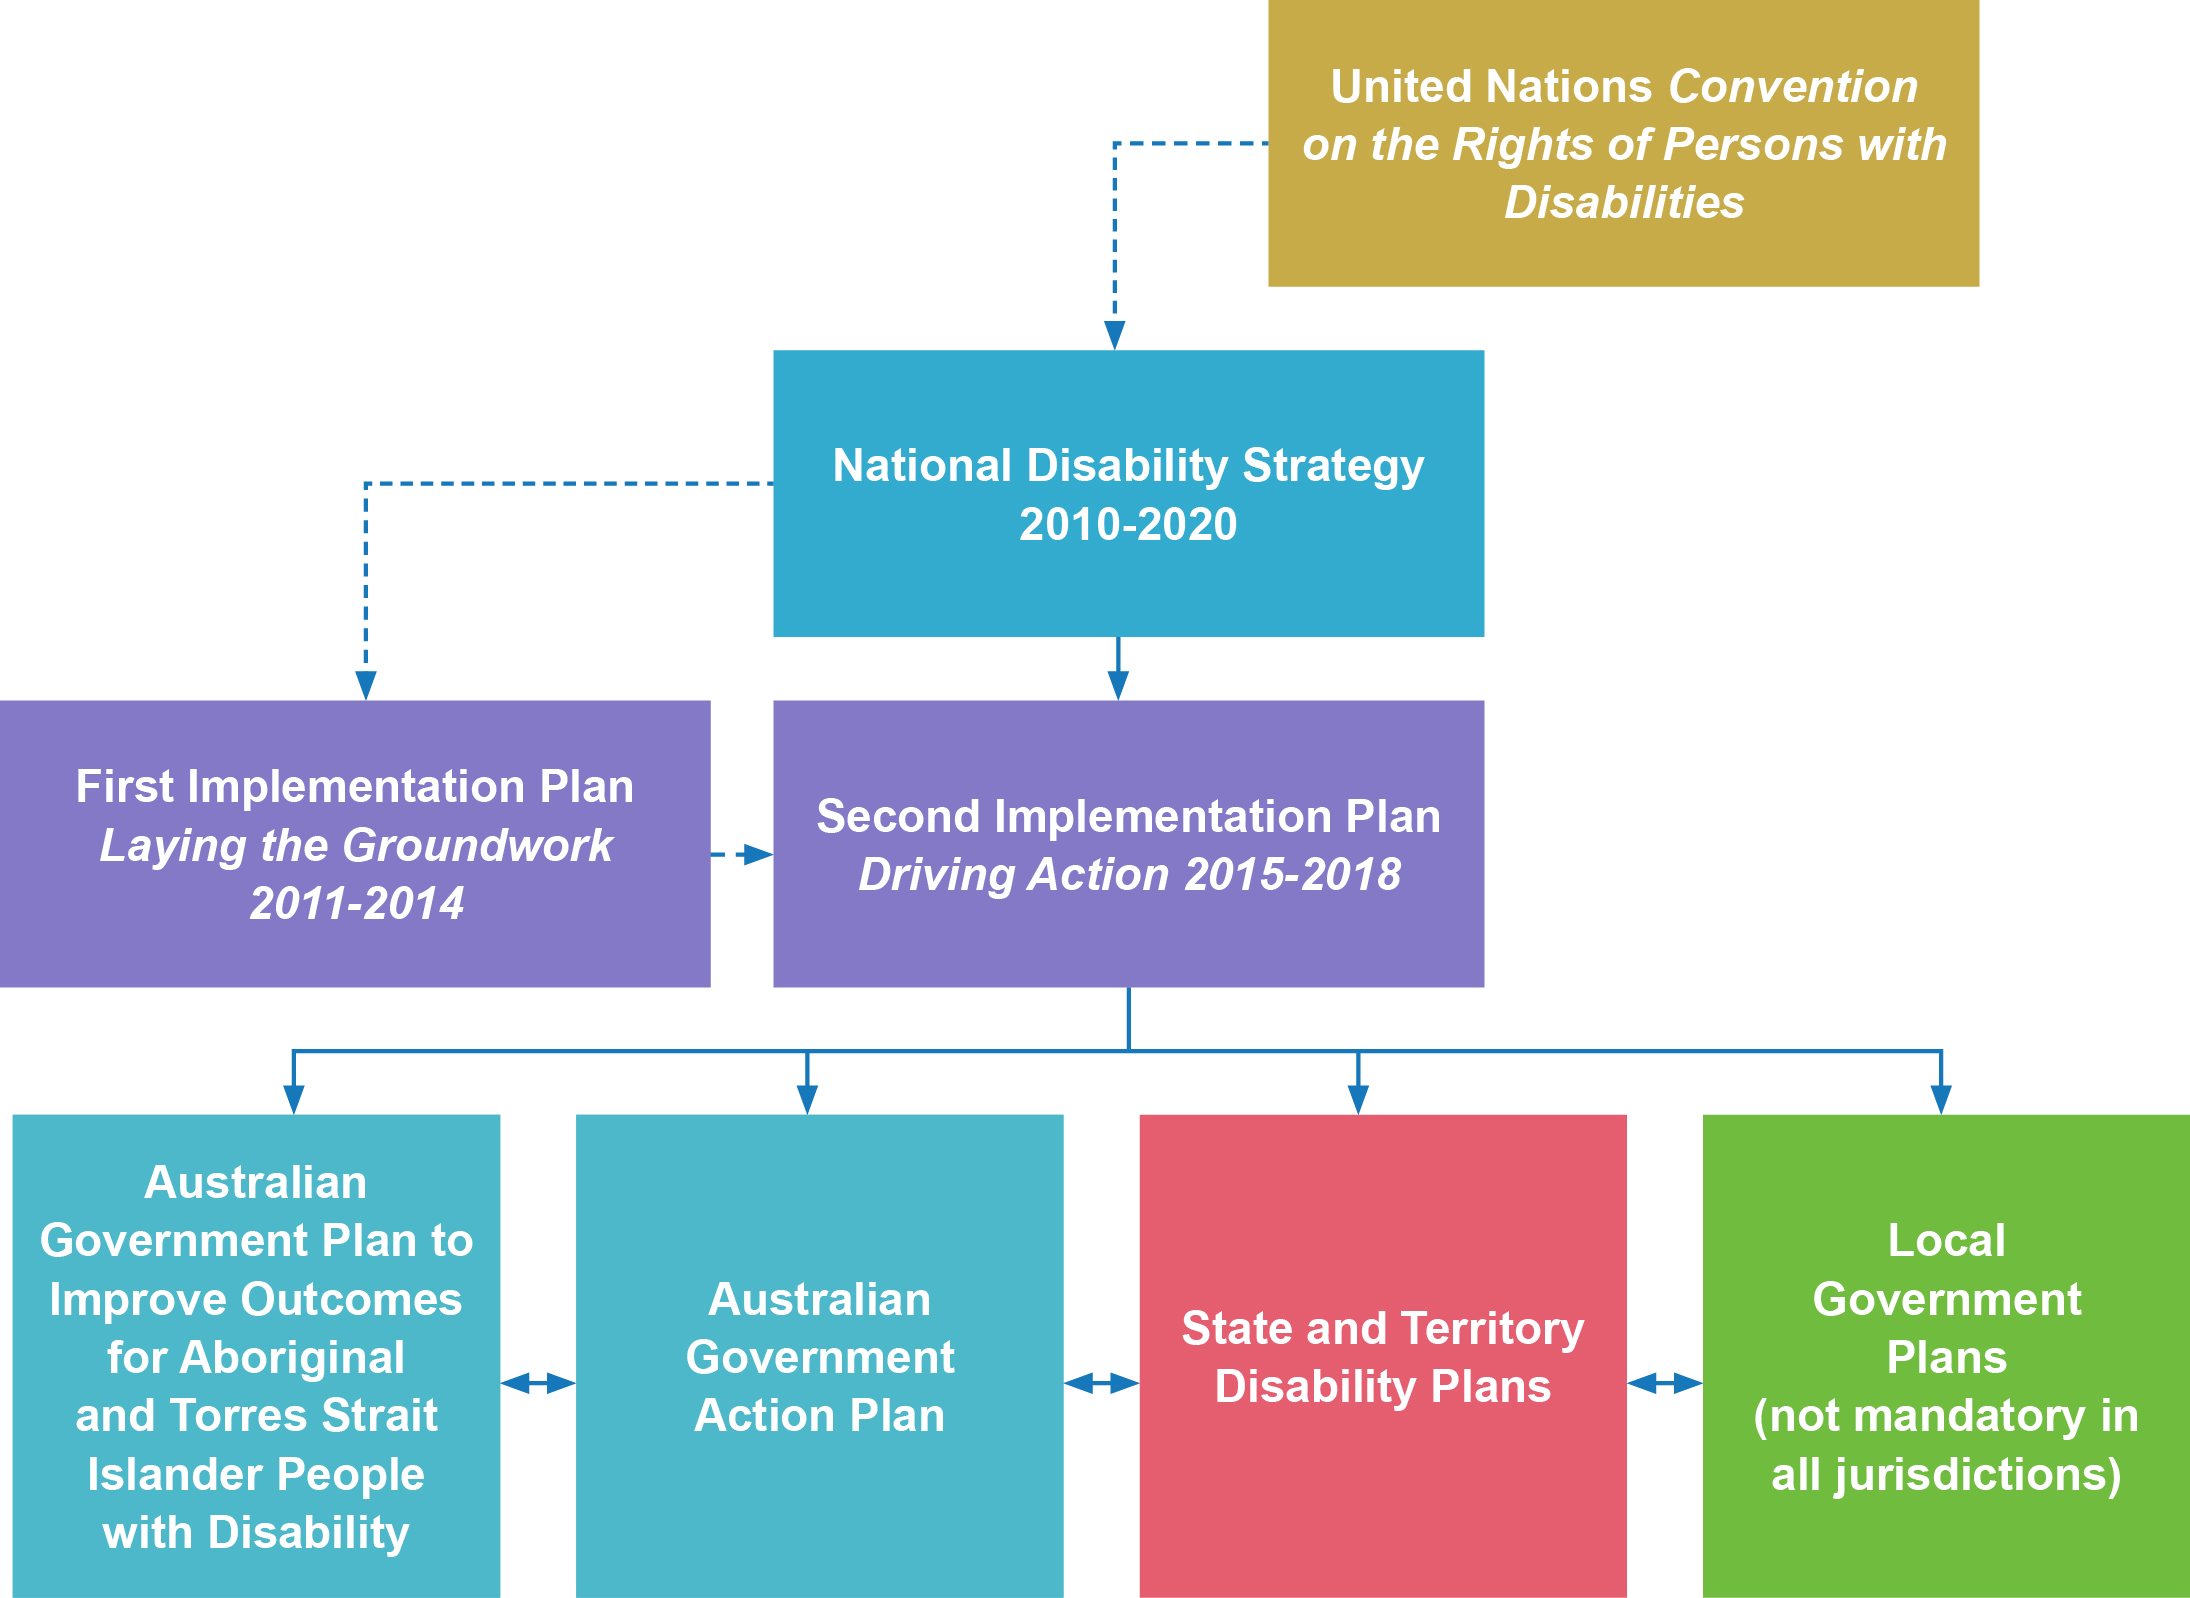 United Nations Convention
on the Rights of Persons with
Disabilities
National Disability Strategy
2010-2020
First Implementation Plan
Laying the Groundwork
2011-2014
Second Implementation Plan
Driving Action 2015-2018
Australian
Government Plan to
Improve Outcomes
for Aboriginal
and Torres Strait
Islander People
with Disability
Australian
Government
Action Plan
State and Territory
Disability Plans
Local
Government
Plans
(not mandatory in
all jurisdictions)